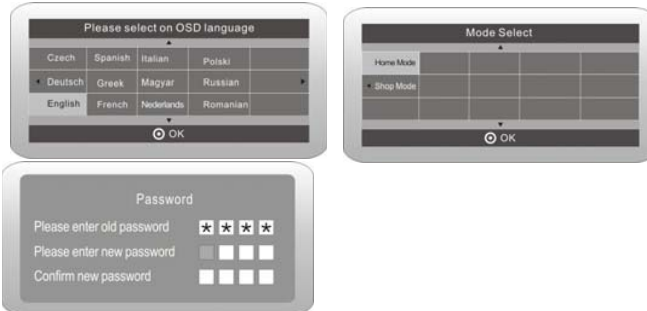 Please select on OSD language
Czech Spanish Italian Polski
Deutsch Greek Magyar Russian
English French Nederlands Romanian
OK
Mode Select
Home Mode
Shop Mode
OK
Password
Please enter old password * * * *
Please enter new password
Confirm new password